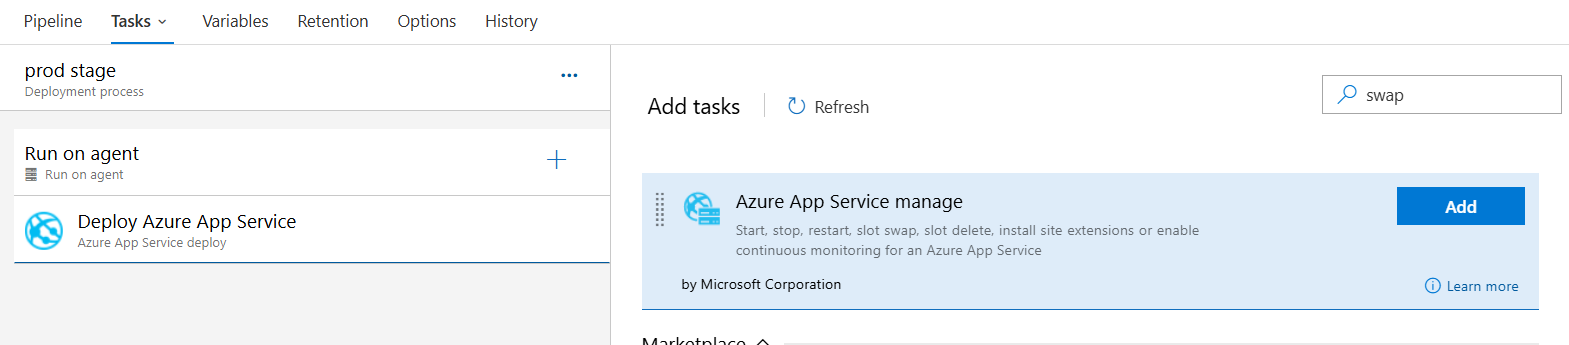 Pipeline Tasks Variables Retention Options History
prod stage
Deployment process
...
Add tasks Refresh
swap
Run on agent
Run on agent
Deploy Azure App Service
Azure App Service deploy
Azure App Service manage
Add
Start, stop, restart, slot swap, slot delete, install site extensions or enable
continuous monitoring for an Azure App Service
by Microsoft Corporation
Learn more
Marketplace